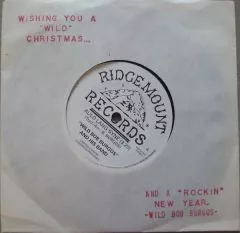 WISHING YOU A
"WILD"
CHRISTMAS...
RIDGEMOUNT
RECORDS
"WILD BOB BURGOS"
AND HIS BAND
AND A "ROCKIN"
NEW YEAR.
-WILD BOB BURGOS-